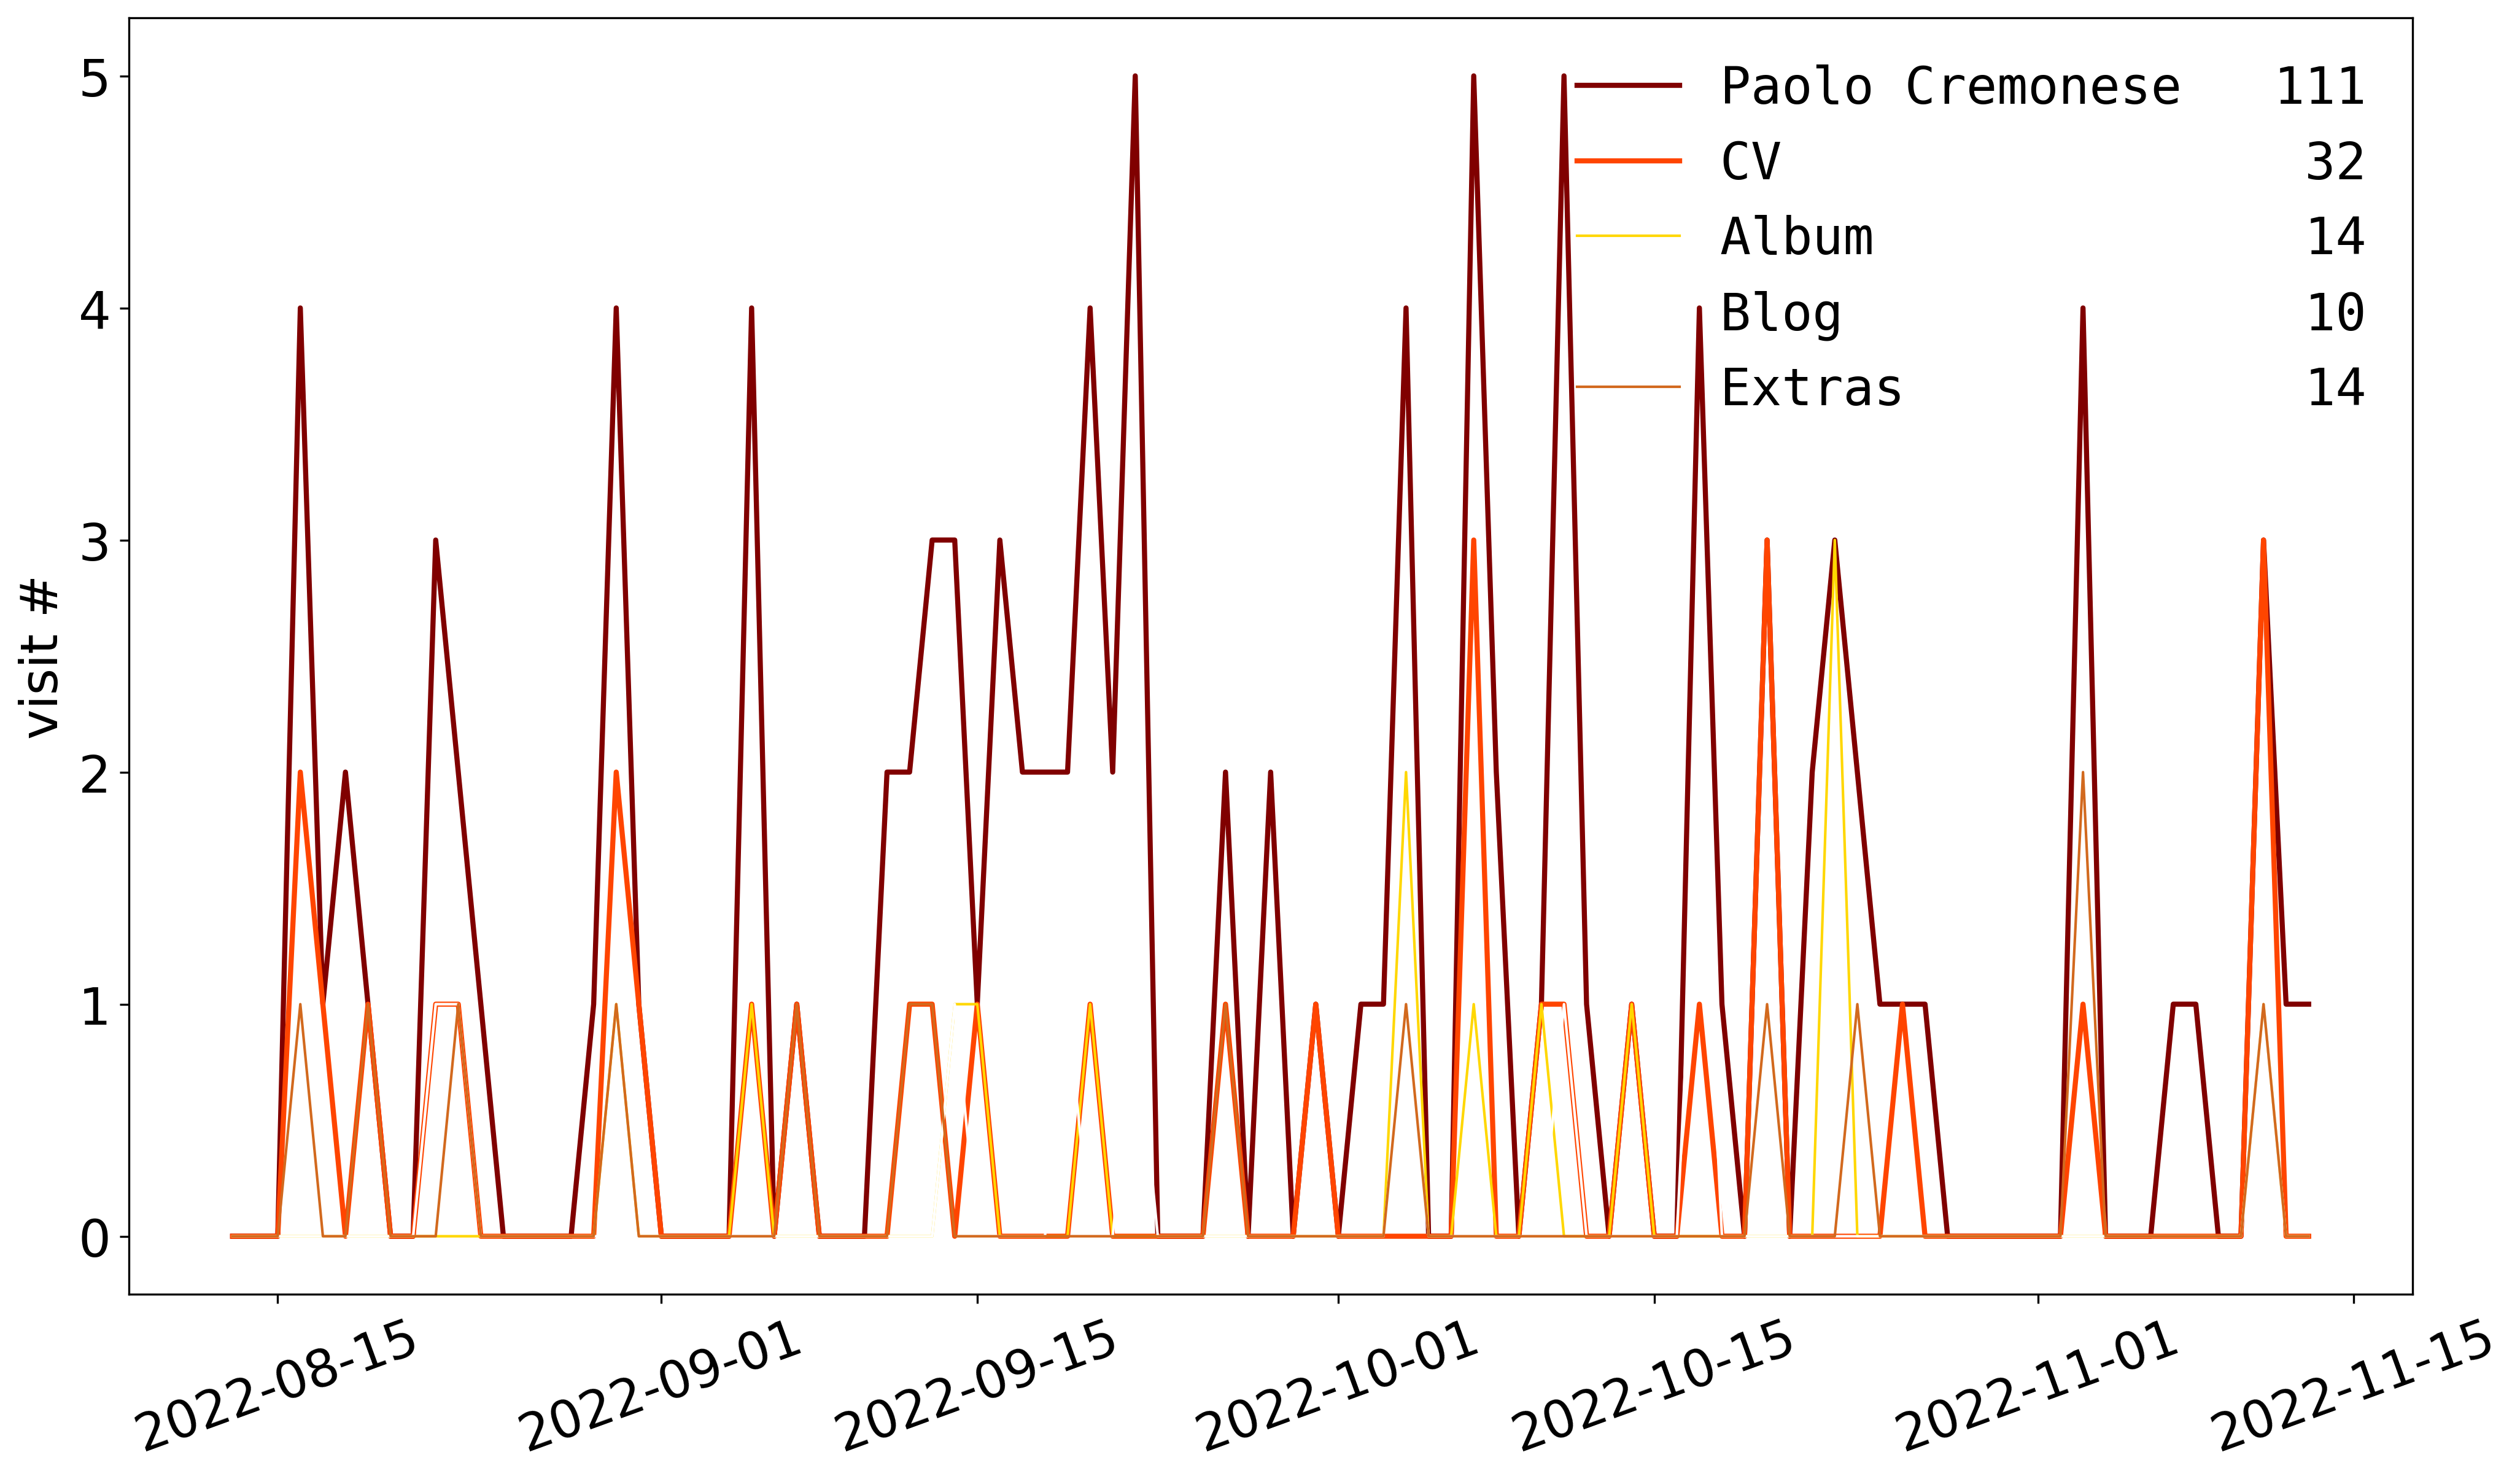 5
4
3
2
1
0
visit #
Paolo Cremonese 111
CV 32
Album 14
Blog 10
Extras 14
2022-08-15
2022-09-01
2022-09-15
2022-10-01
2022-10-15
2022-11-01
2022-11-15